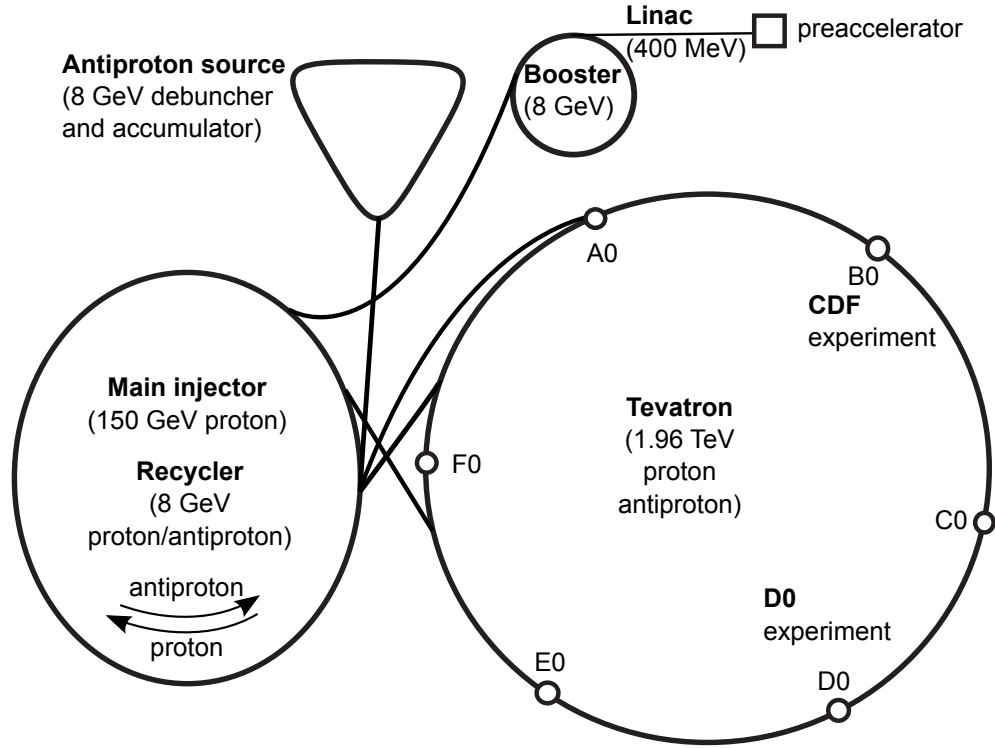 Linac
(400 MeV)
preaccelerator
Antiproton source
(8 GeV debuncher
and accumulator)
Booster
(8 GeV)
A0
B0
CDF
experiment
Main injector
(150 GeV proton)
Tevatron
(1.96 TeV
proton
antiproton)
Recycler
(8 GeV
proton/antiproton)
F0
C0
antiproton
proton
D0
experiment
E0
D0